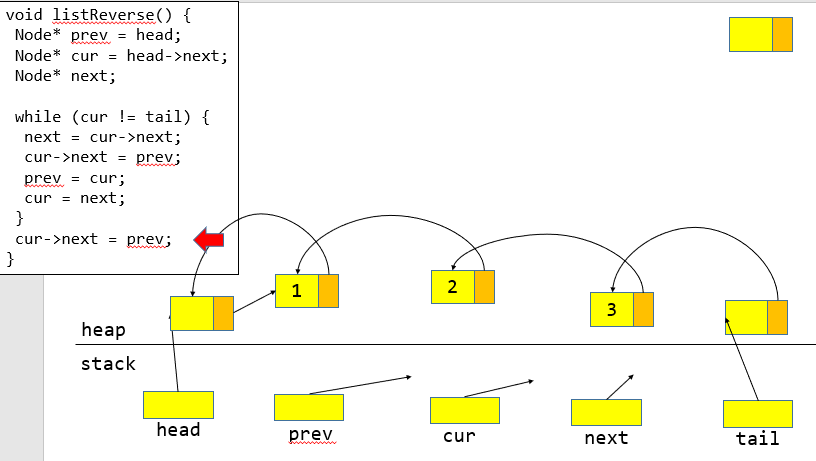 void listReverse() {
Node* prev = head;
Node* cur = head->next;
Node* next;
while (cur != tail) {
next = cur->next;
cur->next = prev;
prev = cur;
cur = next;
}
cur->next = prev;
}
1
2
3
heap
stack
head
prev
cur
next
tail